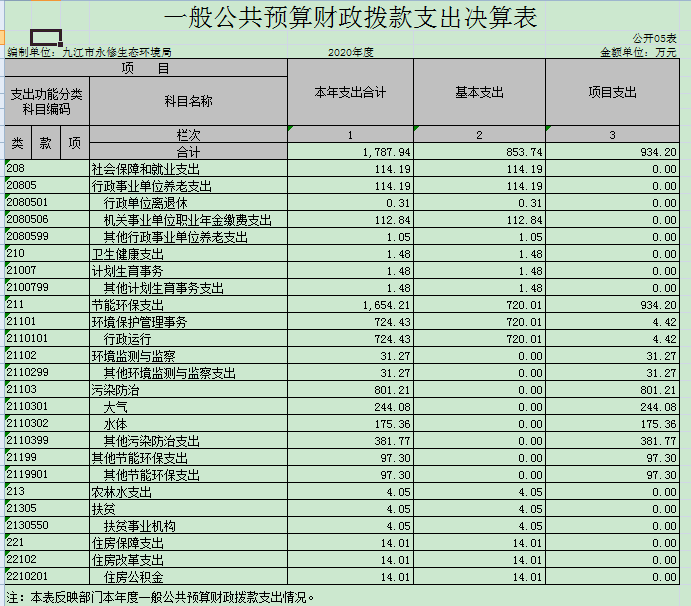 一般公共预算财政拨款支出决算表
公开05表
编制单位：九江市永修生态环境局 2020年度 金额单位：万元
项 目 本年支出合计 基本支出 项目支出
支出功能分类科目编码 科目名称
类 款 项 栏次 1 2 3
合计 1,787.94 853.74 934.20
208 社会保障和就业支出 114.19 114.19 0.00
20805 行政事业单位养老支出 114.19 114.19 0.00
2080501 行政单位离退休 0.31 0.31 0.00
2080506 机关事业单位职业年金缴费支出 112.84 112.84 0.00
2080599 其他行政事业单位养老支出 1.05 1.05 0.00
210 卫生健康支出 1.48 1.48 0.00
21007 计划生育事务 1.48 1.48 0.00
2100799 其他计划生育事务支出 1.48 1.48 0.00
211 节能环保支出 1,654.21 720.01 934.20
21101 环境保护管理事务 724.43 720.01 4.42
2110101 行政运行 724.43 720.01 4.42
21102 环境监测与监察 31.27 0.00 31.27
2110299 其他环境监测与监察支出 31.27 0.00 31.27
21103 污染防治 801.21 0.00 801.21
2110301 大气 244.08 0.00 244.08
2110302 水体 175.36 0.00 175.36
2110399 其他污染防治支出 381.77 0.00 381.77
21199 其他节能环保支出 97.30 0.00 97.30
2119901 其他节能环保支出 97.30 0.00 97.30
213 农林水支出 4.05 4.05 0.00
21305 扶贫 4.05 4.05 0.00
2130550 扶贫事业机构 4.05 4.05 0.00
221 住房保障支出 14.01 14.01 0.00
22102 住房改革支出 14.01 14.01 0.00
2210201 住房公积金 14.01 14.01 0.00
注：本表反映部门本年度一般公共预算财政拨款支出情况。